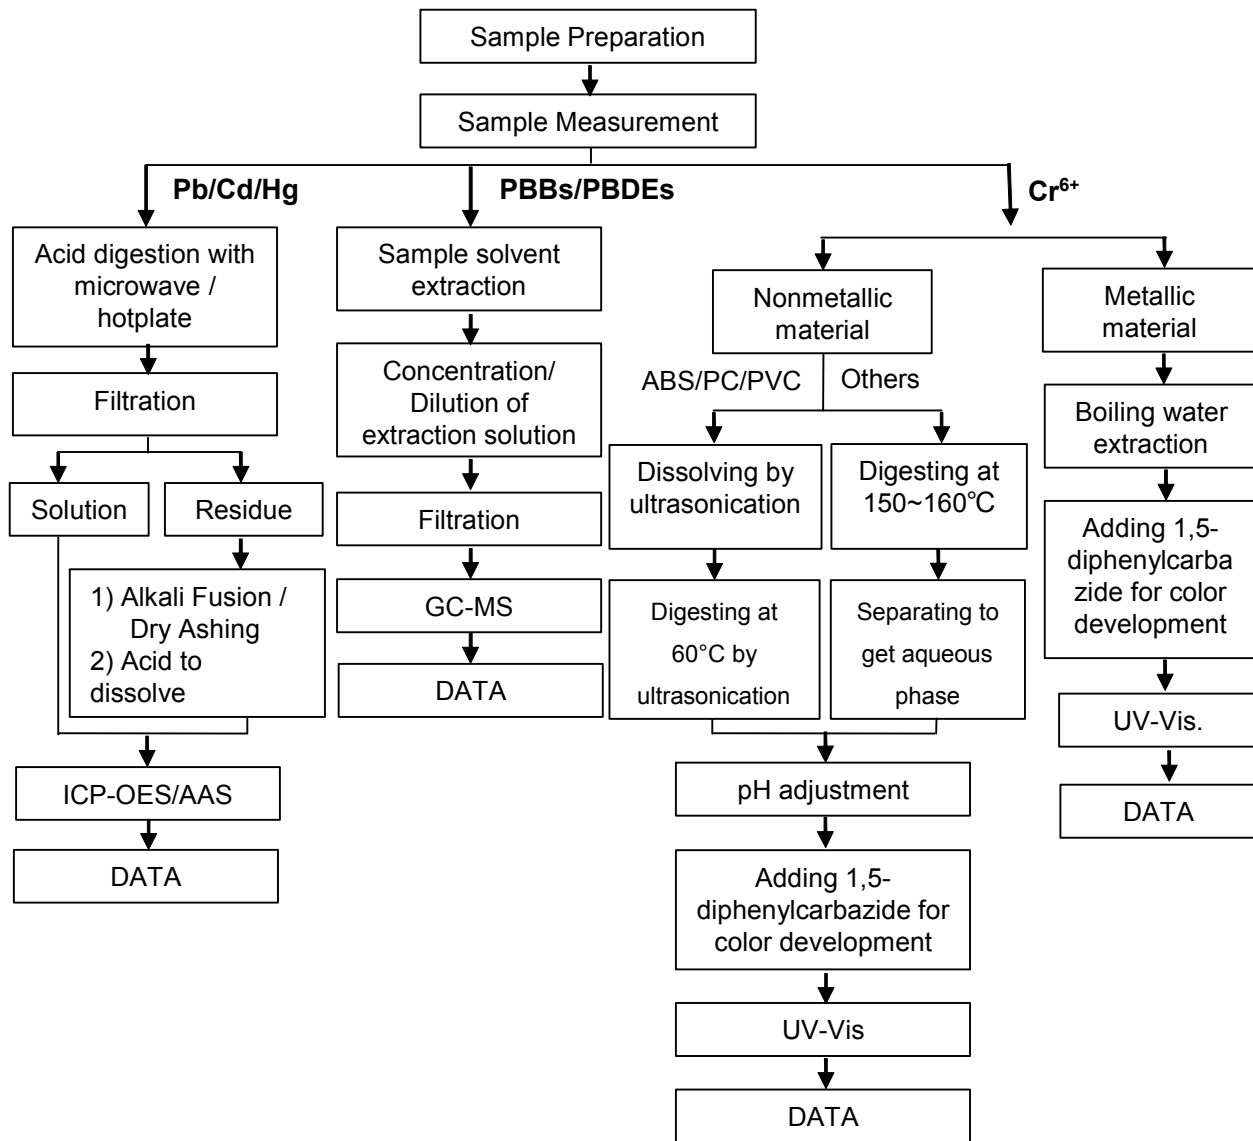 Sample Preparation
Sample Measurement
Pb/Cd/Hg
PBBs/PBDEs
Cr⁶⁺
Acid digestion with
microwave /
hotplate
Filtration
Solution
Residue
1) Alkali Fusion /
Dry Ashing
2) Acid to
dissolve
ICP-OES/AAS
DATA
Sample solvent
extraction
Concentration/
Dilution of
extraction solution
Filtration
GC-MS
DATA
Nonmetallic
material
ABS/PC/PVC
Others
Dissolving by
ultrasonication
Digesting at
60°C by
ultrasonication
Digesting at
150~160℃
Separating to
get aqueous
phase
pH adjustment
Adding 1,5-
diphenylcarbazide for
color development
UV-Vis
DATA
Metallic
material
Boiling water
extraction
Adding 1,5-
diphenylcarba
zide for color
development
UV-Vis.
DATA